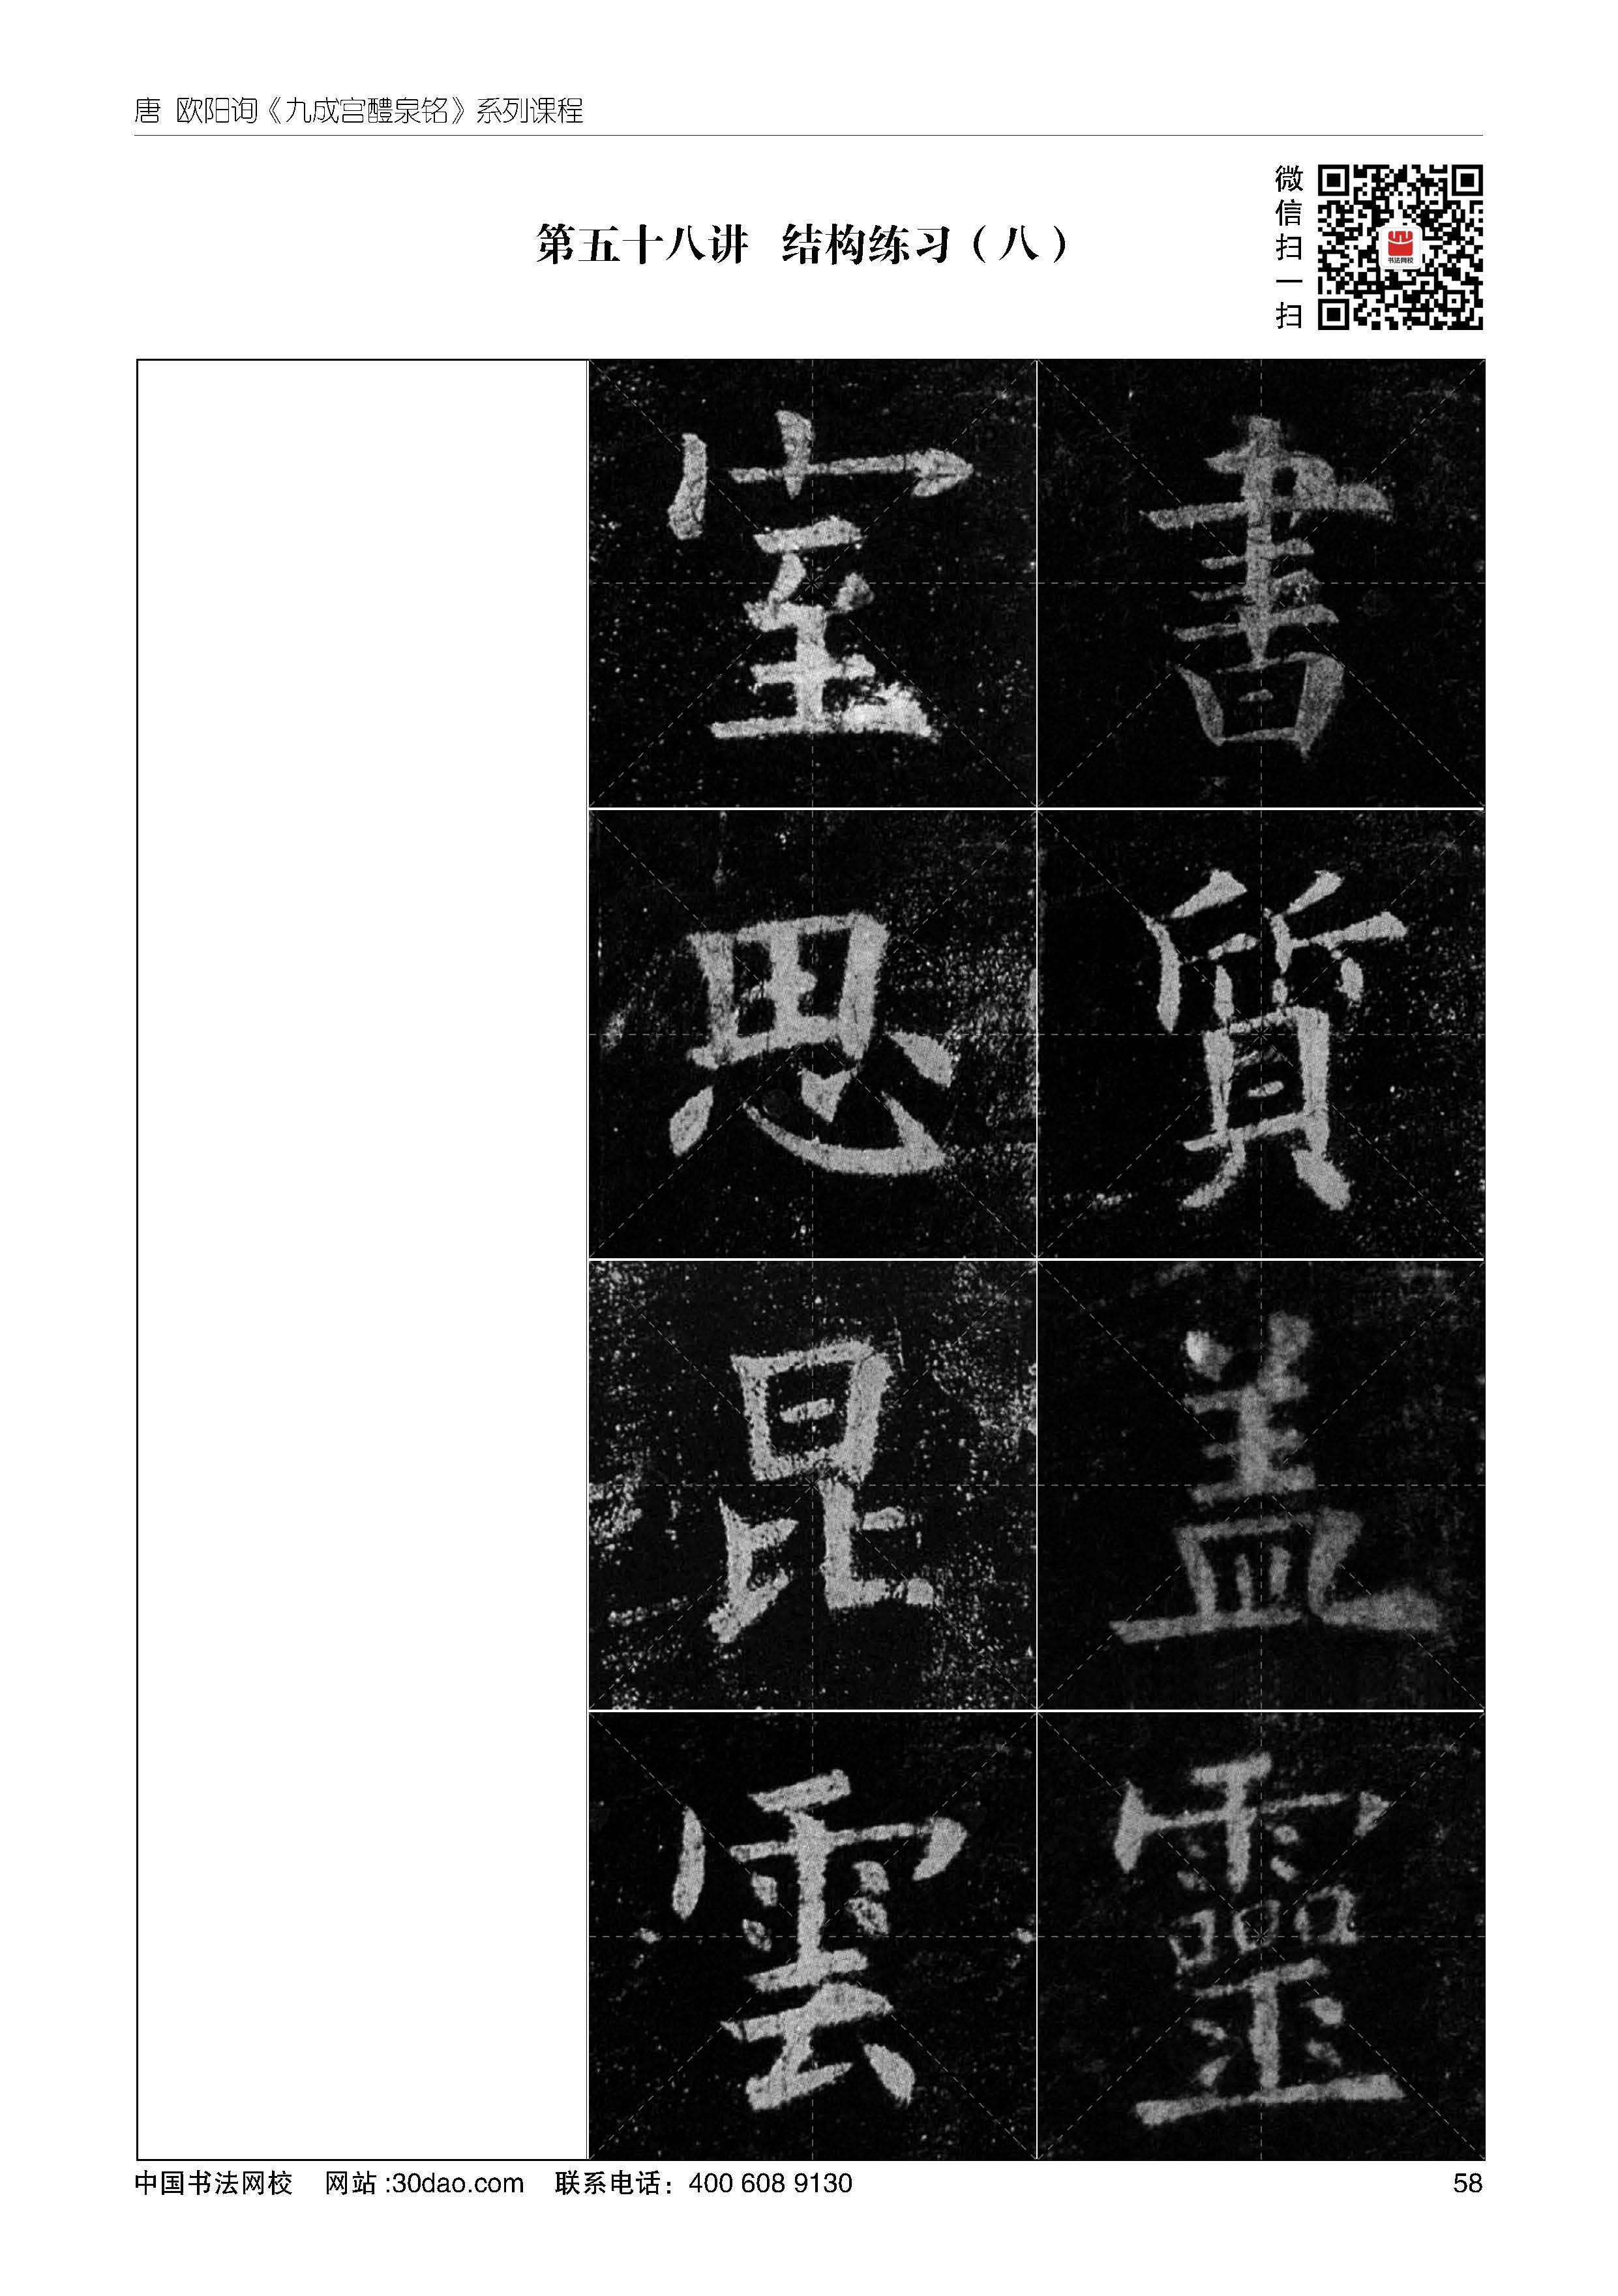 唐 欧阳询《九成宫醴泉铭》系列课程
微信扫一扫
书法网校
第五十八讲 结构练习（八）
書質盖靈
室思昆雲
中国书法网校 网站:30dao.com 联系电话：400 608 9130
58